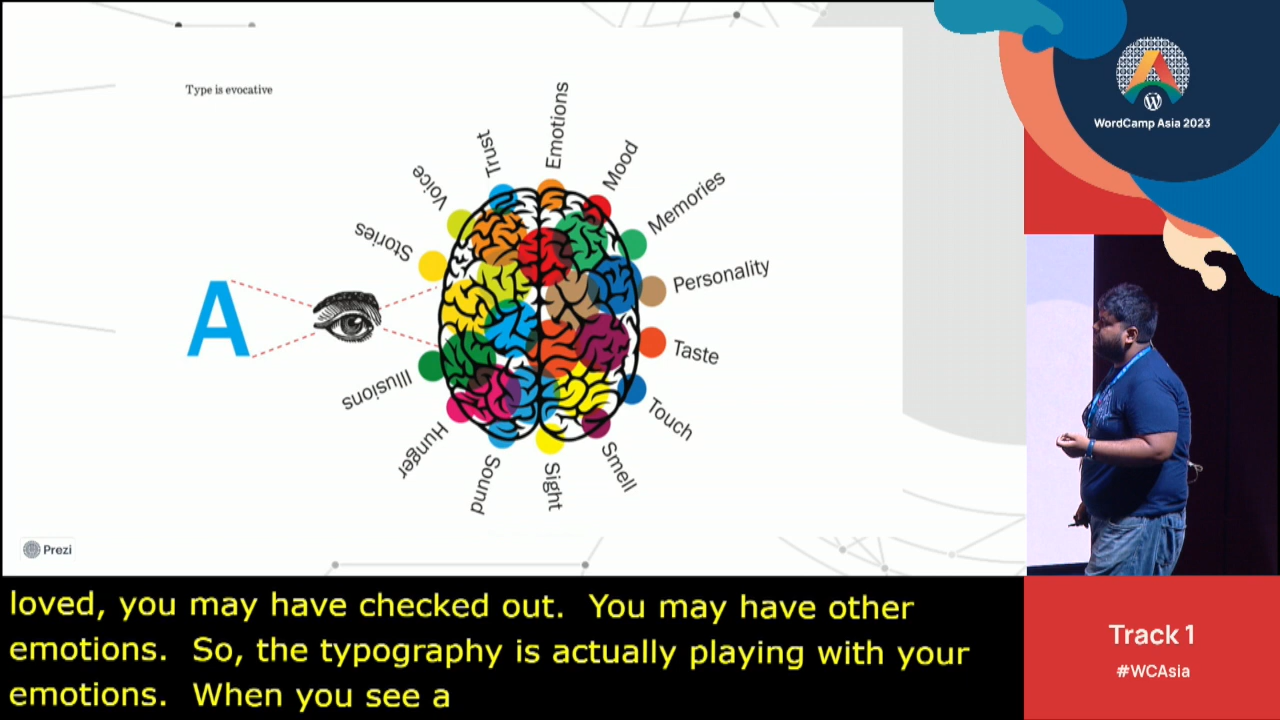 Type is evocative
Emotions
Trust
Mood
Voice
Memories
Stories
Personality
A
Taste
Illusions
Touch
Hunger
Smell
Sound
Sight
Prezi
WordCamp Asia 2023
loved, you may have checked out.  You may have other
emotions.  So, the typography is actually playing with your
emotions.  When you see a
Track 1
#WCAsia